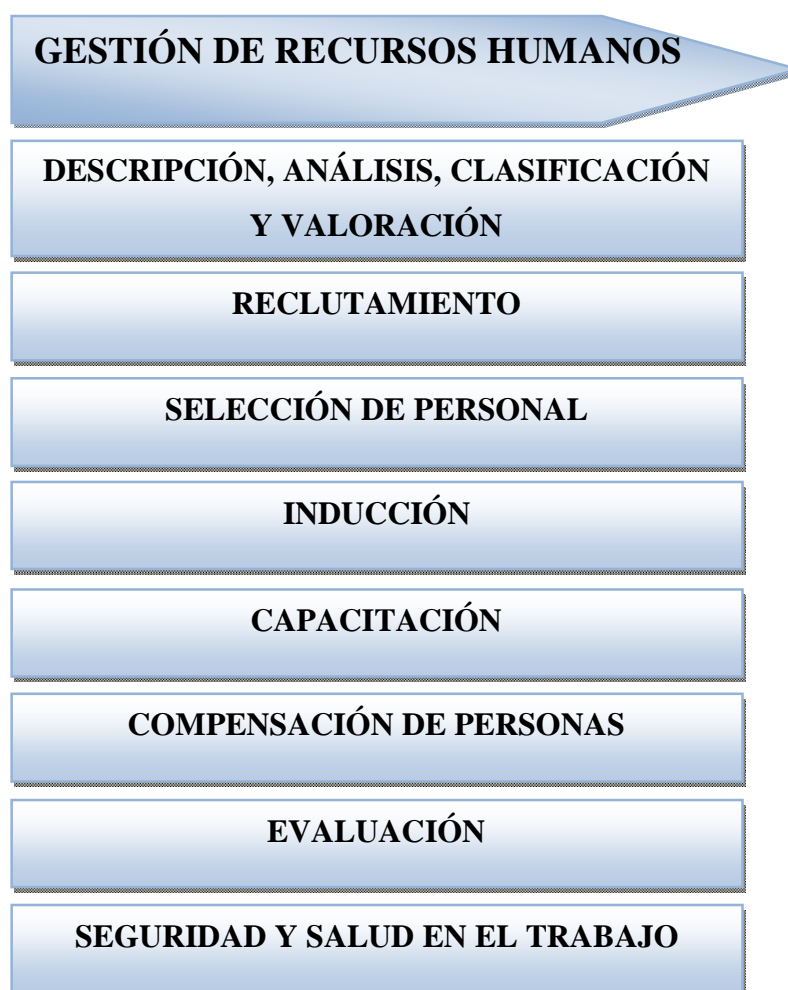 GESTIÓN DE RECURSOS HUMANOS
DESCRIPCIÓN, ANÁLISIS, CLASIFICACIÓN
Y VALORACIÓN
RECLUTAMIENTO
SELECCIÓN DE PERSONAL
INDUCCIÓN
CAPACITACIÓN
COMPENSACIÓN DE PERSONAS
EVALUACIÓN
SEGURIDAD Y SALUD EN EL TRABAJO